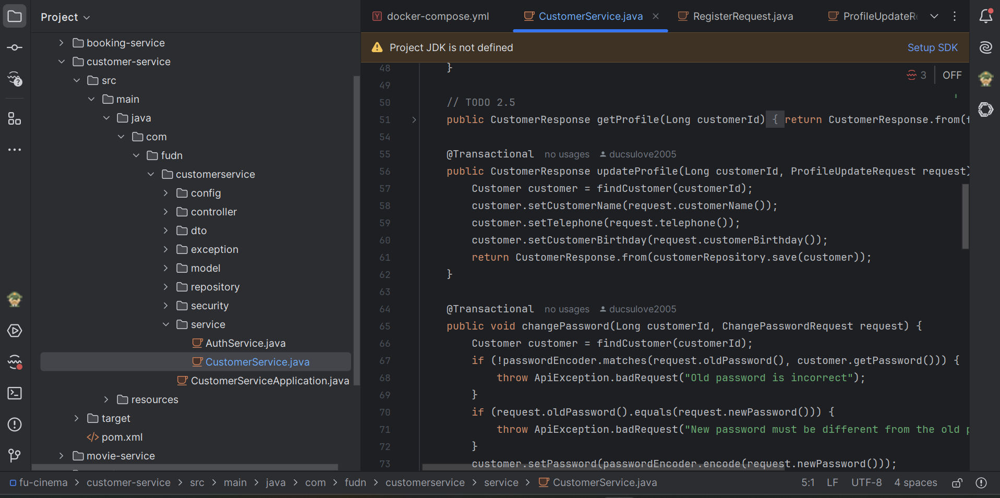 Project
docker-compose.yml
CustomerService.java
RegisterRequest.java
ProfileUpdateRe
Project JDK is not defined
Setup SDK
booking-service
customer-service
src
main
java
com
fudn
customerservice
config
controller
dto
exception
model
repository
security
service
AuthService.java
CustomerService.java
CustomerServiceApplication.java
resources
target
pom.xml
movie-service
3 OFF
48 }
49
50 // TODO 2.5
51 public CustomerResponse getProfile(Long customerId) { return CustomerResponse.from(f
54
55 @Transactional no usages ducsulove2005
56 public CustomerResponse updateProfile(Long customerId, ProfileUpdateRequest request)
57 Customer customer = findCustomer(customerId);
58 customer.setCustomerName(request.customerName());
59 customer.setTelephone(request.telephone());
60 customer.setCustomerBirthday(request.customerBirthday());
61 return CustomerResponse.from(customerRepository.save(customer));
62 }
63
64 @Transactional no usages ducsulove2005
65 public void changePassword(Long customerId, ChangePasswordRequest request) {
66 Customer customer = findCustomer(customerId);
67 if (!passwordEncoder.matches(request.oldPassword(), customer.getPassword())) {
68 throw ApiException.badRequest("Old password is incorrect");
69 }
70 if (request.oldPassword().equals(request.newPassword())) {
71 throw ApiException.badRequest("New password must be different from the old p
72 }
73 customer.setPassword(passwordEncoder.encode(request.newPassword()));
fu-cinema > customer-service > src > main > java > com > fudn > customerservice > service > CustomerService.java
5:1 LF UTF-8 4 spaces